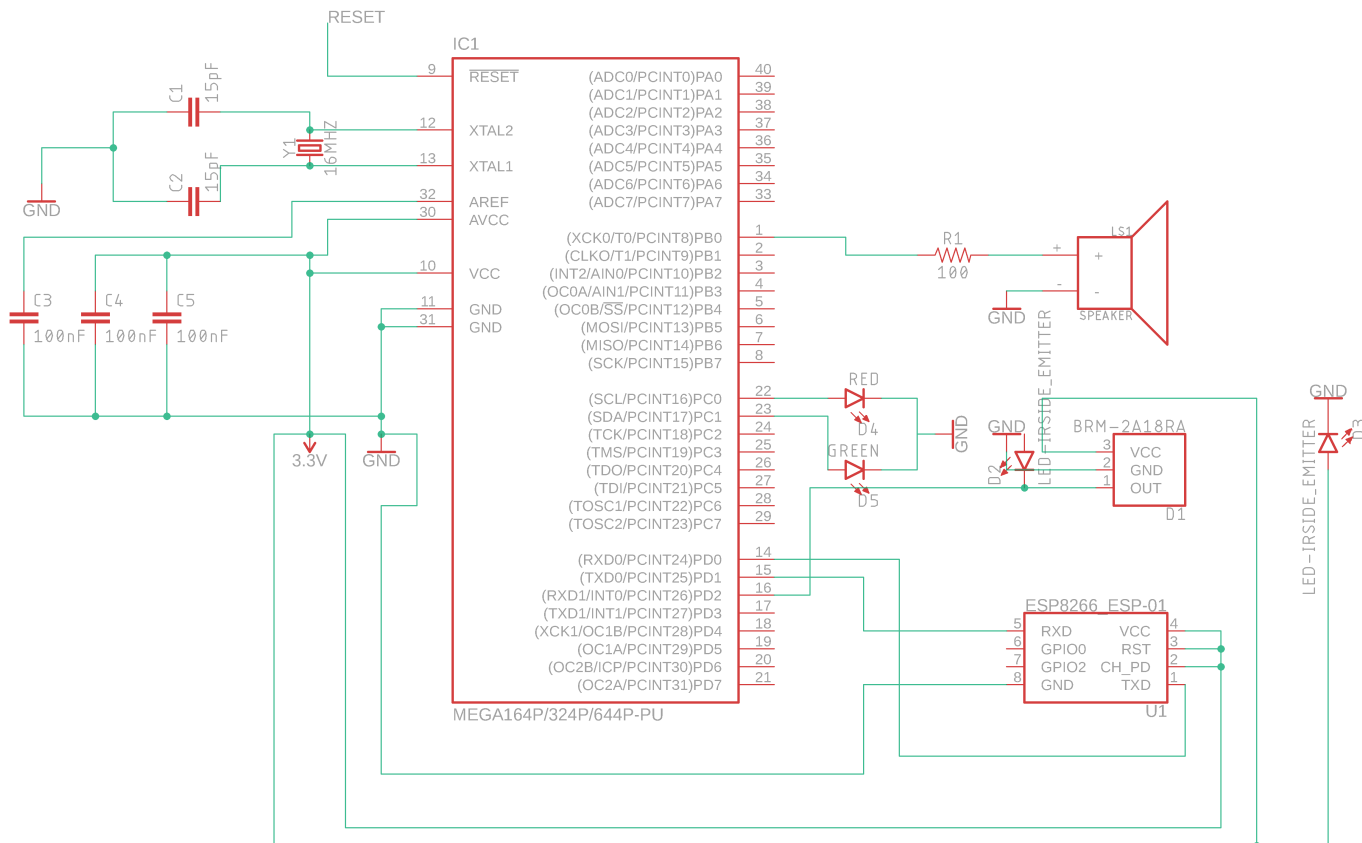 RESET
IC1
9
RESET
12
XTAL2
13
XTAL1
32
AREF
30
AVCC
10
VCC
11
GND
31
GND
(ADC0/PCINT0)PA0
40
(ADC1/PCINT1)PA1
39
(ADC2/PCINT2)PA2
38
(ADC3/PCINT3)PA3
37
(ADC4/PCINT4)PA4
36
(ADC5/PCINT5)PA5
35
(ADC6/PCINT6)PA6
34
(ADC7/PCINT7)PA7
33
(XCK0/T0/PCINT8)PB0
1
(CLKO/T1/PCINT9)PB1
2
(INT2/AIN0/PCINT10)PB2
3
(OC0A/AIN1/PCINT11)PB3
4
(OC0B/SS/PCINT12)PB4
5
(MOSI/PCINT13)PB5
6
(MISO/PCINT14)PB6
7
(SCK/PCINT15)PB7
8
(SCL/PCINT16)PC0
22
(SDA/PCINT17)PC1
23
(TCK/PCINT18)PC2
24
(TMS/PCINT19)PC3
25
(TDO/PCINT20)PC4
26
(TDI/PCINT21)PC5
27
(TOSC1/PCINT22)PC6
28
(TOSC2/PCINT23)PC7
29
(RXD0/PCINT24)PD0
14
(TXD0/PCINT25)PD1
15
(RXD1/INT0/PCINT26)PD2
16
(TXD1/INT1/PCINT27)PD3
17
(XCK1/OC1B/PCINT28)PD4
18
(OC1A/PCINT29)PD5
19
(OC2B/ICP/PCINT30)PD6
20
(OC2A/PCINT31)PD7
21
MEGA164P/324P/644P-PU
C1
15pF
C2
15pF
Y1
16MHZ
GND
C3
100nF
C4
100nF
C5
100nF
3.3V
GND
R1
100
LS1
+
+
-
-
SPEAKER
GND
RED
D4
GREEN
D5
GND
GND
D2
LED-IRSIDE_EMITTER
BRM-2A18RA
3
VCC
2
GND
1
OUT
D1
GND
D3
LED-IRSIDE_EMITTER
ESP8266_ESP-01
5
RXD
VCC
4
6
GPIO0
RST
3
7
GPIO2
CH_PD
2
8
GND
TXD
1
U1